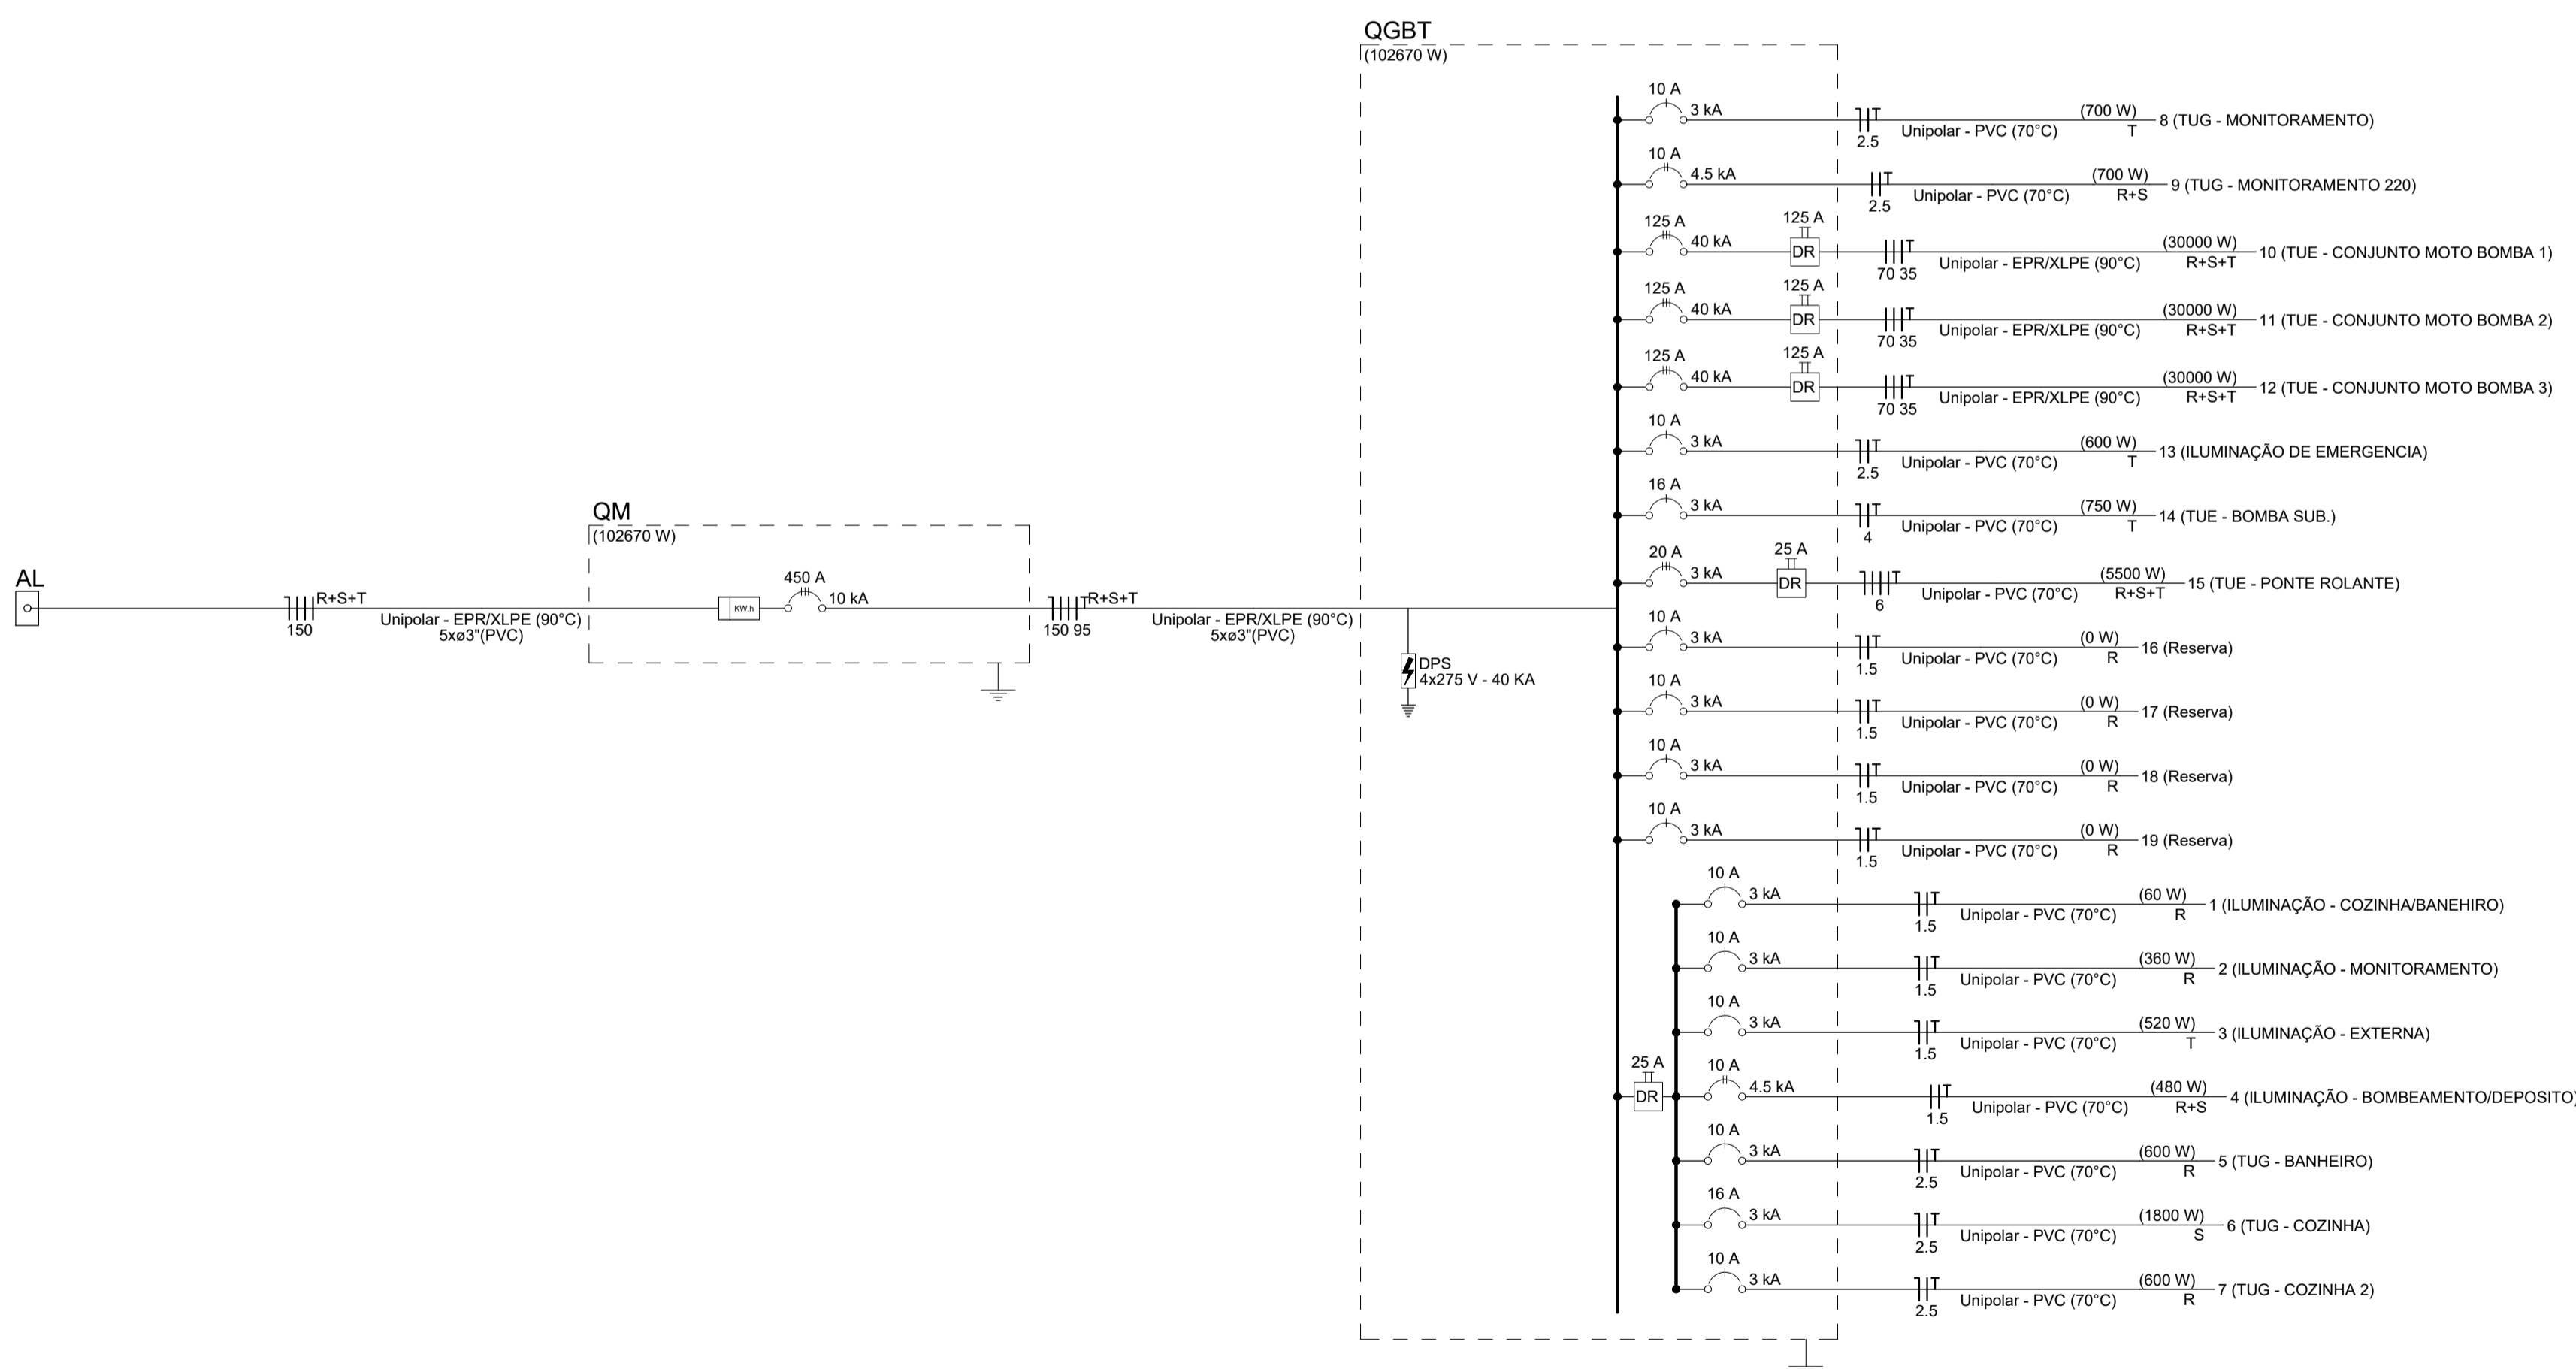 QGBT
(102670 W)
10 A
3 kA
2.5
Unipolar - PVC (70°C)
(700 W)
T
8 (TUG - MONITORAMENTO)
10 A
4.5 kA
2.5
Unipolar - PVC (70°C)
(700 W)
R+S
9 (TUG - MONITORAMENTO 220)
125 A
40 kA
125 A
DR
70 35
Unipolar - EPR/XLPE (90°C)
(30000 W)
R+S+T
10 (TUE - CONJUNTO MOTO BOMBA 1)
125 A
40 kA
125 A
DR
70 35
Unipolar - EPR/XLPE (90°C)
(30000 W)
R+S+T
11 (TUE - CONJUNTO MOTO BOMBA 2)
125 A
40 kA
125 A
DR
70 35
Unipolar - EPR/XLPE (90°C)
(30000 W)
R+S+T
12 (TUE - CONJUNTO MOTO BOMBA 3)
10 A
3 kA
2.5
Unipolar - PVC (70°C)
(600 W)
T
13 (ILUMINAÇÃO DE EMERGENCIA)
16 A
3 kA
4
Unipolar - PVC (70°C)
(750 W)
T
14 (TUE - BOMBA SUB.)
20 A
3 kA
25 A
DR
6
Unipolar - PVC (70°C)
(5500 W)
R+S+T
15 (TUE - PONTE ROLANTE)
AL
R+S+T
150
Unipolar - EPR/XLPE (90°C)
5xø3"(PVC)
QM
(102670 W)
KW.h
450 A
10 kA
R+S+T
150 95
Unipolar - EPR/XLPE (90°C)
5xø3"(PVC)
DPS
4x275 V - 40 KA
10 A
3 kA
1.5
Unipolar - PVC (70°C)
(0 W)
R
16 (Reserva)
10 A
3 kA
1.5
Unipolar - PVC (70°C)
(0 W)
R
17 (Reserva)
10 A
3 kA
1.5
Unipolar - PVC (70°C)
(0 W)
R
18 (Reserva)
10 A
3 kA
1.5
Unipolar - PVC (70°C)
(0 W)
R
19 (Reserva)
10 A
3 kA
1.5
Unipolar - PVC (70°C)
(60 W)
R
1 (ILUMINAÇÃO - COZINHA/BANEHIRO)
10 A
3 kA
1.5
Unipolar - PVC (70°C)
(360 W)
R
2 (ILUMINAÇÃO - MONITORAMENTO)
10 A
3 kA
1.5
Unipolar - PVC (70°C)
(520 W)
T
3 (ILUMINAÇÃO - EXTERNA)
25 A
DR
10 A
4.5 kA
1.5
Unipolar - PVC (70°C)
(480 W)
R+S
4 (ILUMINAÇÃO - BOMBEAMENTO/DEPOSITO)
10 A
3 kA
2.5
Unipolar - PVC (70°C)
(600 W)
R
5 (TUG - BANHEIRO)
16 A
3 kA
2.5
Unipolar - PVC (70°C)
(1800 W)
S
6 (TUG - COZINHA)
10 A
3 kA
2.5
Unipolar - PVC (70°C)
(600 W)
R
7 (TUG - COZINHA 2)